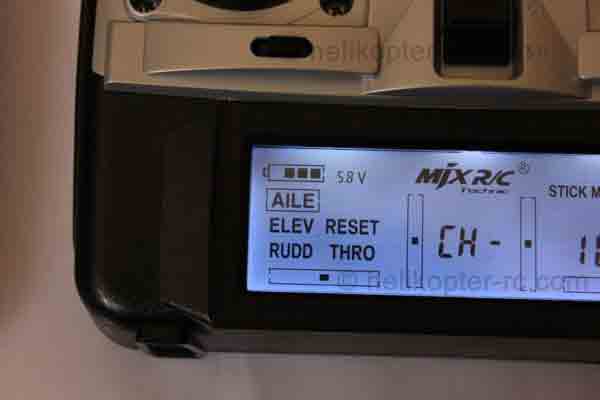 © helikopter-rc.com
5.8 V
MJX R/C ®
Technic
AILE
STICK M
ELEV RESET
CH-
RUDD THRO
© helikopter-rc.com